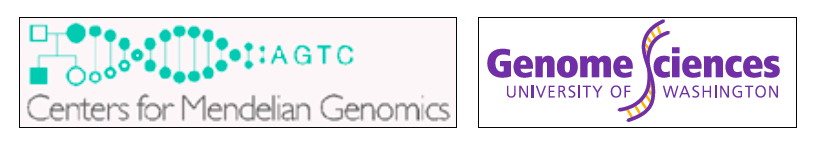 :AGTC
Centers for Mendelian Genomics
Genome Sciences
UNIVERSITY OF WASHINGTON